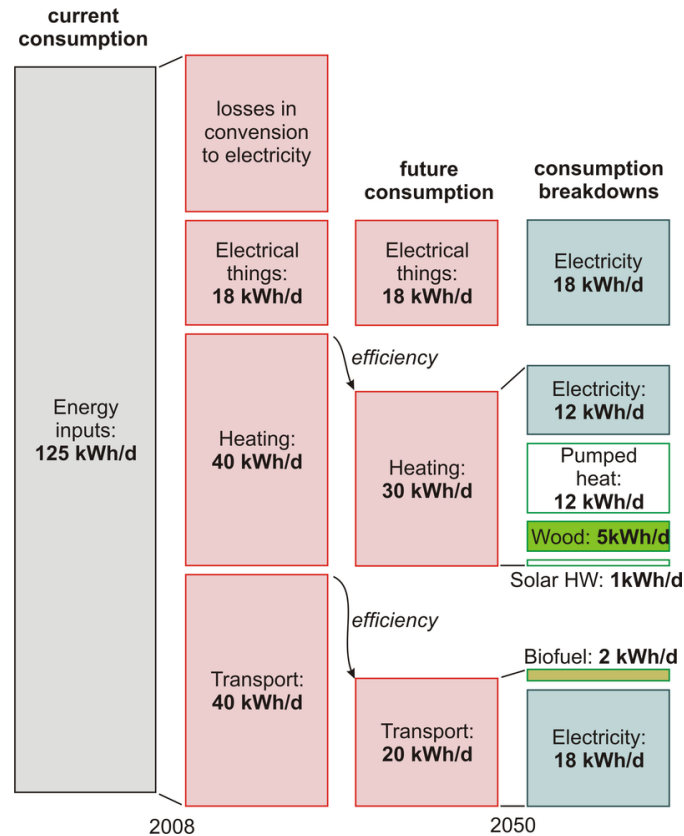 current
consumption
Energy
inputs:
125 kWh/d
losses in
convension
to electricity
Electrical
things:
18 kWh/d
Heating:
40 kWh/d
Transport:
40 kWh/d
2008
efficiency
efficiency
future
consumption
Electrical
things:
18 kWh/d
Heating:
30 kWh/d
Transport:
20 kWh/d
consumption
breakdowns
Electricity
18 kWh/d
Electricity:
12 kWh/d
Pumped
heat:
12 kWh/d
Wood: 5kWh/d
Solar HW: 1kWh/d
Biofuel: 2 kWh/d
Electricity:
18 kWh/d
2050